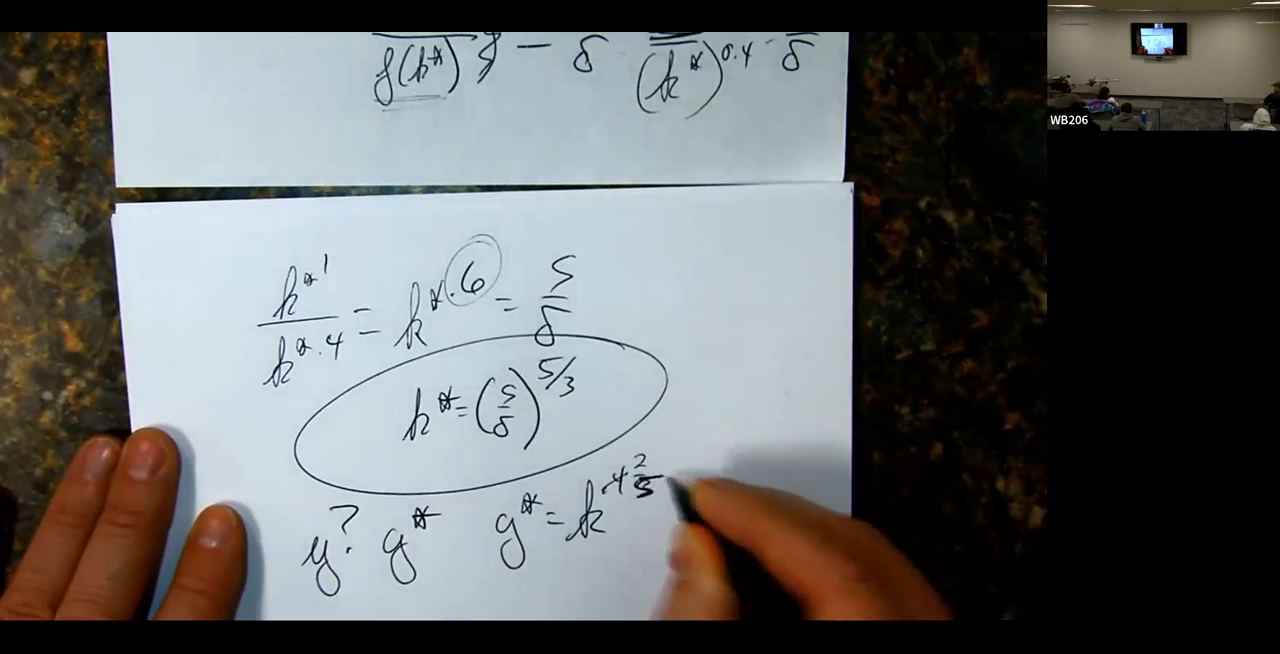 f(k*) y - δ (k*)^0.4 δ
k*^1 / k*^.4 = k*^.6 = s/δ
k* = (s/δ)^5/3
y? y* y* = k^.4 2/5
WB206